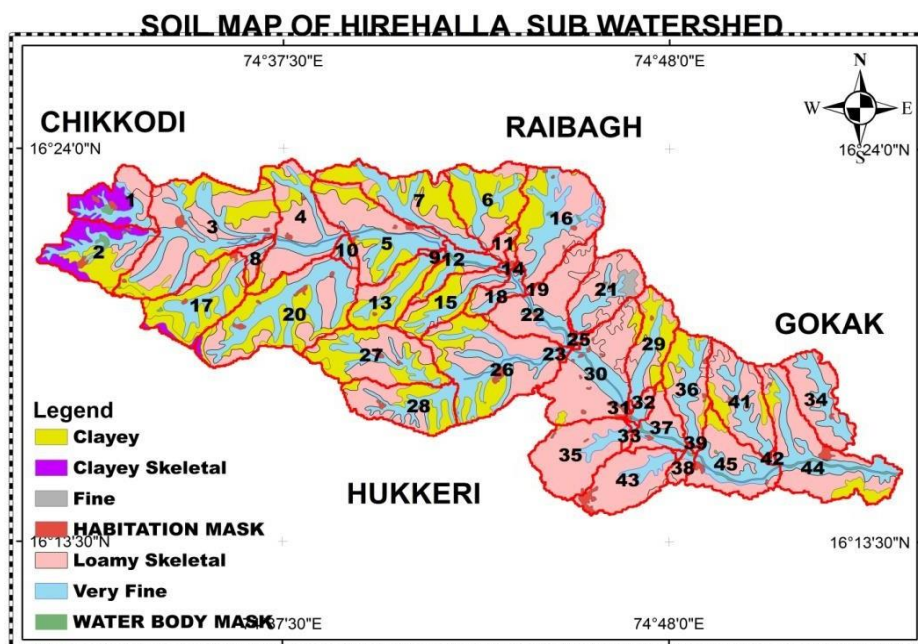 SOIL MAP OF HIREHALLA SUB WATERSHED
74°37'30"E
74°48'0"E
N
W
E
S
CHIKKODI
RAIBAGH
16°24'0"N
16°24'0"N
1
7
6
3
4
16
2
5
11
8
10
9
12
14
17
20
13
15
18
19
21
22
GOKAK
25
29
27
23
26
30
36
28
31
32
41
34
33
37
35
39
42
43
38
45
44
HUKKERI
Legend
Clayey
Clayey Skeletal
Fine
HABITATION MASK
Loamy Skeletal
Very Fine
WATER BODY MASK
16°13'30"N
16°13'30"N
74°37'30"E
74°48'0"E